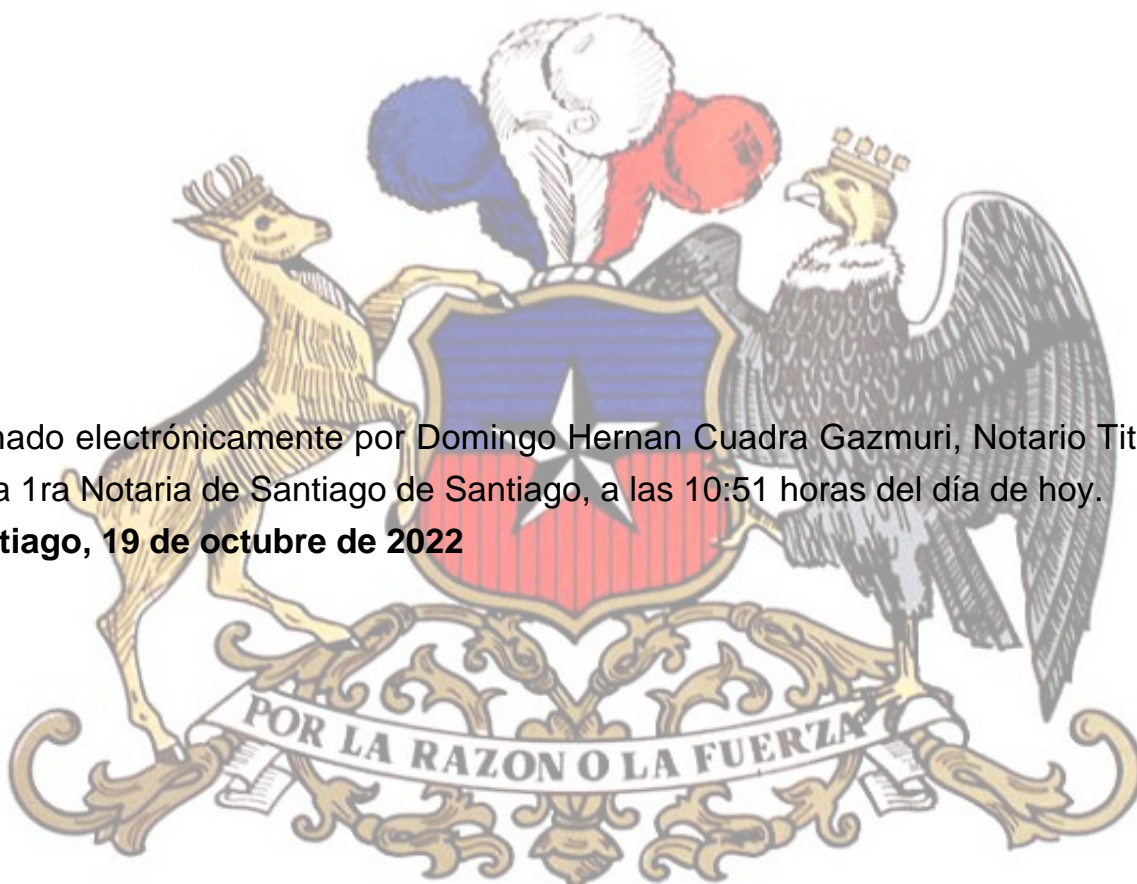 nado electrónicamente por Domingo Hernan Cuadra Gazmuri, Notario Tit
a 1ra Notaria de Santiago de Santiago, a las 10:51 horas del día de hoy.
tiago, 19 de octubre de 2022
POR LA RAZON O LA FUERZA